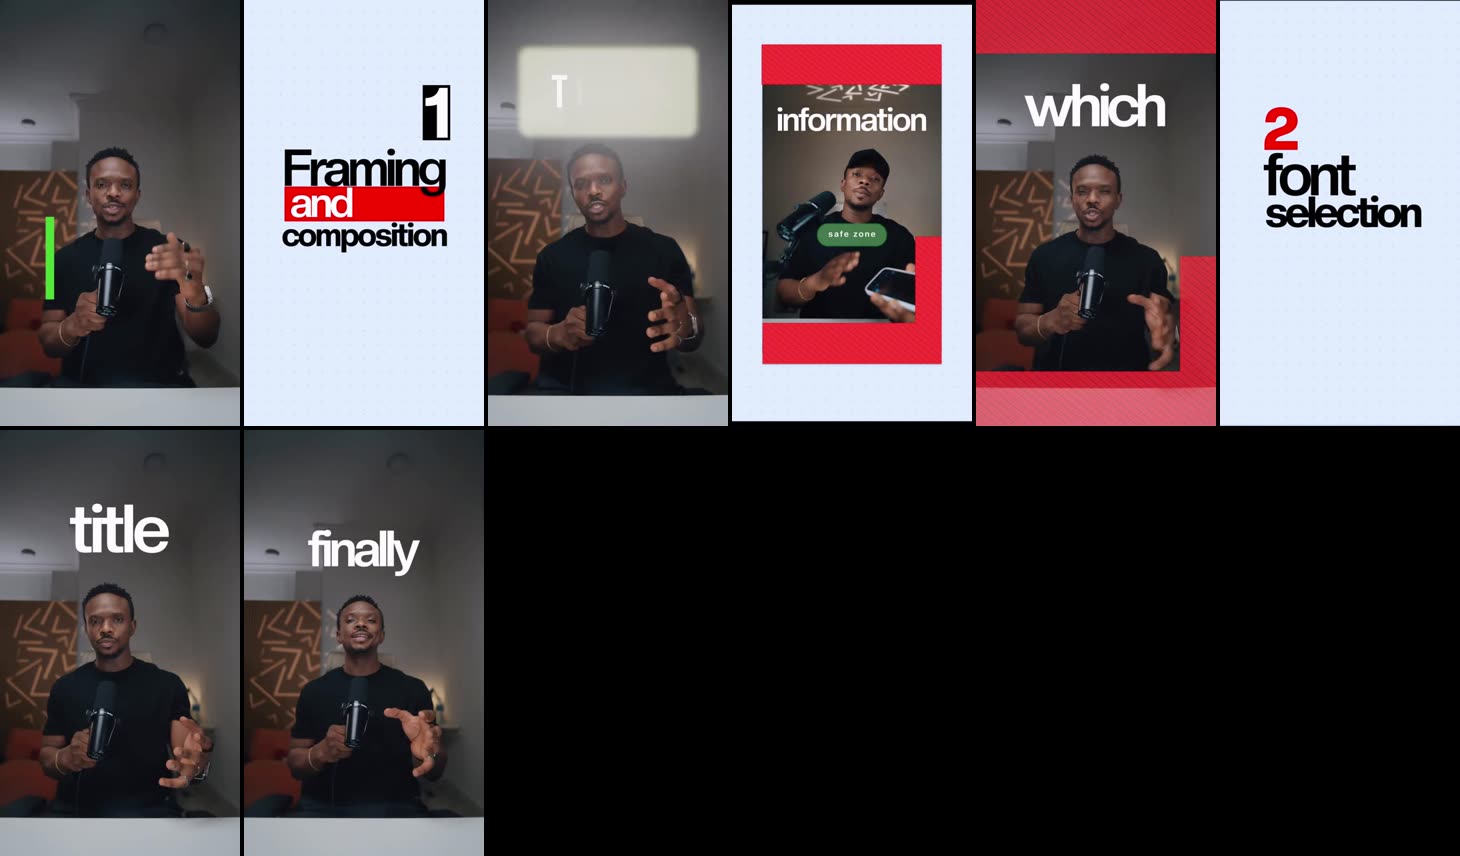 1
Framing
and
composition
T
information
safe zone
which
2
font
selection
title
finally